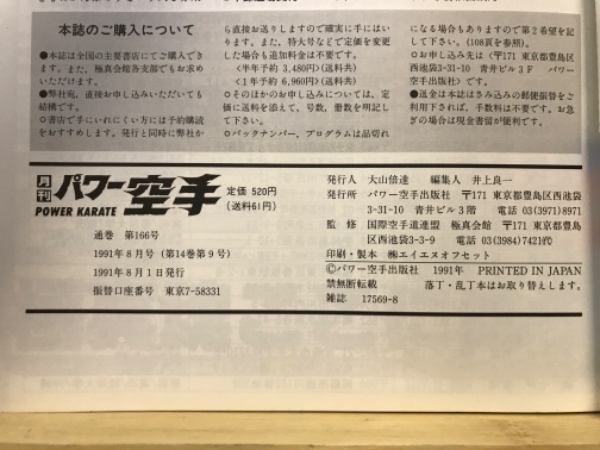 本誌のご購入について
●本誌は全国の主要書店にてご購入でき
ます。また、極真会館各支部でもお求め
いただけます。
●弊社宛、直接お申し込みいただいても
結構です。
○書店で手にいれにくい方には予約購読
をおすすめします。発行と同時に弊社か
ら直接お送りしますので確実に手にはい
ります。また、特大号などで定価を変更
した場合も追加料金は不要です。
〈半年予約 3,480円〉(送料共)
〈1年予約 6,960円〉(送料共)
○そのほかのお申し込みについては、定
価に送料を添えて、号数、冊数を明記し
て下さい。
○バックナンバー、プログラムは品切れ
になる場合もありますので第2希望を記
して下さい。(108頁を参照)。
○お申し込み先は(〒171 東京都豊島区
西池袋3-31-10 青井ビル3F パワー
空手出版社)です。
●送金は本誌はさみ込みの郵便振替をご
利用下されば、手数料は不要です。お急
ぎの場合は現金書留が便利です。
月刊 パワー空手
POWER KARATE
定価 520円
(送料61円)
通巻 第166号
1991年8月号(第14巻第9号)
1991年8月1日発行
振替口座番号 東京7-58331
発行人 大山倍達 編集人 井上良一
発行所 パワー空手出版社 〒171 東京都豊島区西池袋
3-31-10 青井ビル3階 電話 03(3971)8971
監修 国際空手道連盟 極真会館 〒171 東京都豊島
区西池袋3-3-9 電話 03(3984)7421代
印刷・製本 ㈱エイエスオフセット
©パワー空手出版社 1991年 PRINTED IN JAPAN
禁無断転載 落丁・乱丁本はお取り替えします。
雑誌 17569-8